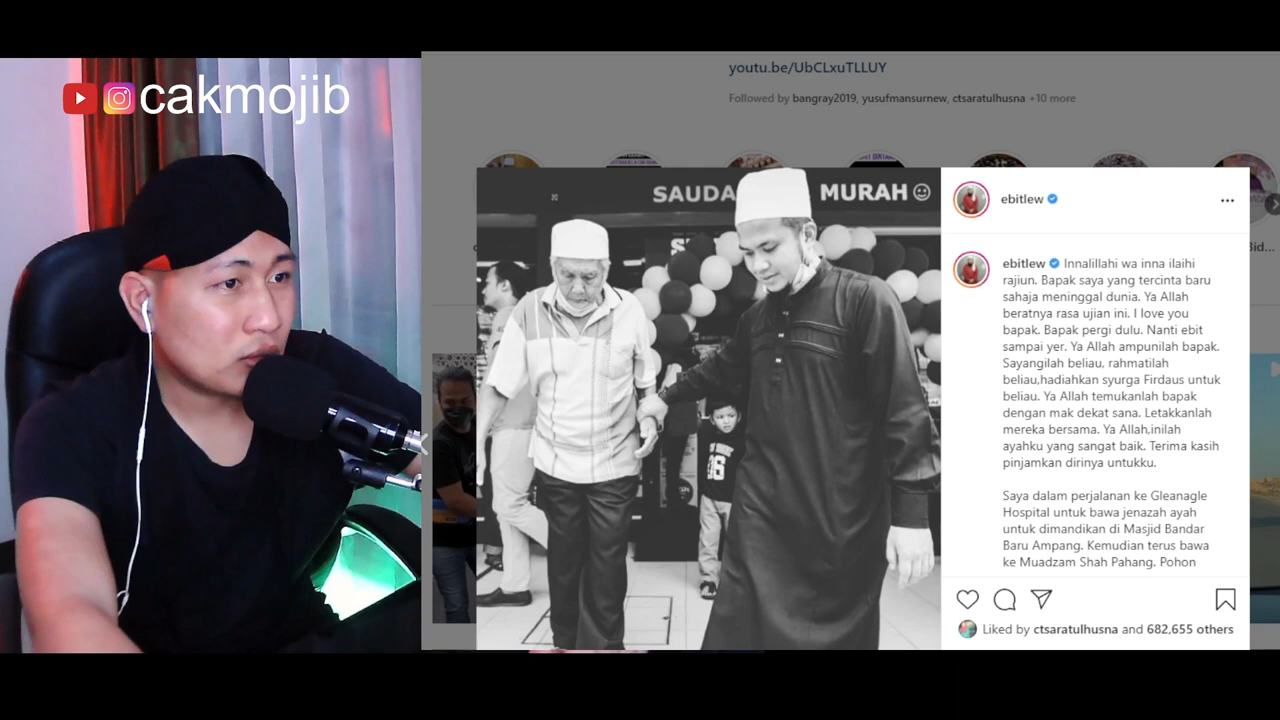 cakmojib
youtu.be/UbCLxuTLLUY
Followed by bangray2019, yusufmansurnew, ctsaratulhusna +10 more
SAUDA
MURAH
ebitlew
ebitlew Innalillahi wa inna ilaihi
rajiun. Bapak saya yang tercinta baru
sahaja meninggal dunia. Ya Allah
beratnya rasa ujian ini. I love you
bapak. Bapak pergi dulu. Nanti ebit
sampai yer. Ya Allah ampunilah bapak.
Sayangilah beliau, rahmatilah
beliau,hadiahkan syurga Firdaus untuk
beliau. Ya Allah temukanlah bapak
dengan mak dekat sana. Letakkanlah
mereka bersama. Ya Allah,inilah
ayahku yang sangat baik. Terima kasih
pinjamkan dirinya untukku.
Saya dalam perjalanan ke Gleanagle
Hospital untuk bawa jenazah ayah
untuk dimandikan di Masjid Bandar
Baru Ampang. Kemudian terus bawa
ke Muadzam Shah Pahang. Pohon
Liked by ctsaratulhusna and 682,655 others